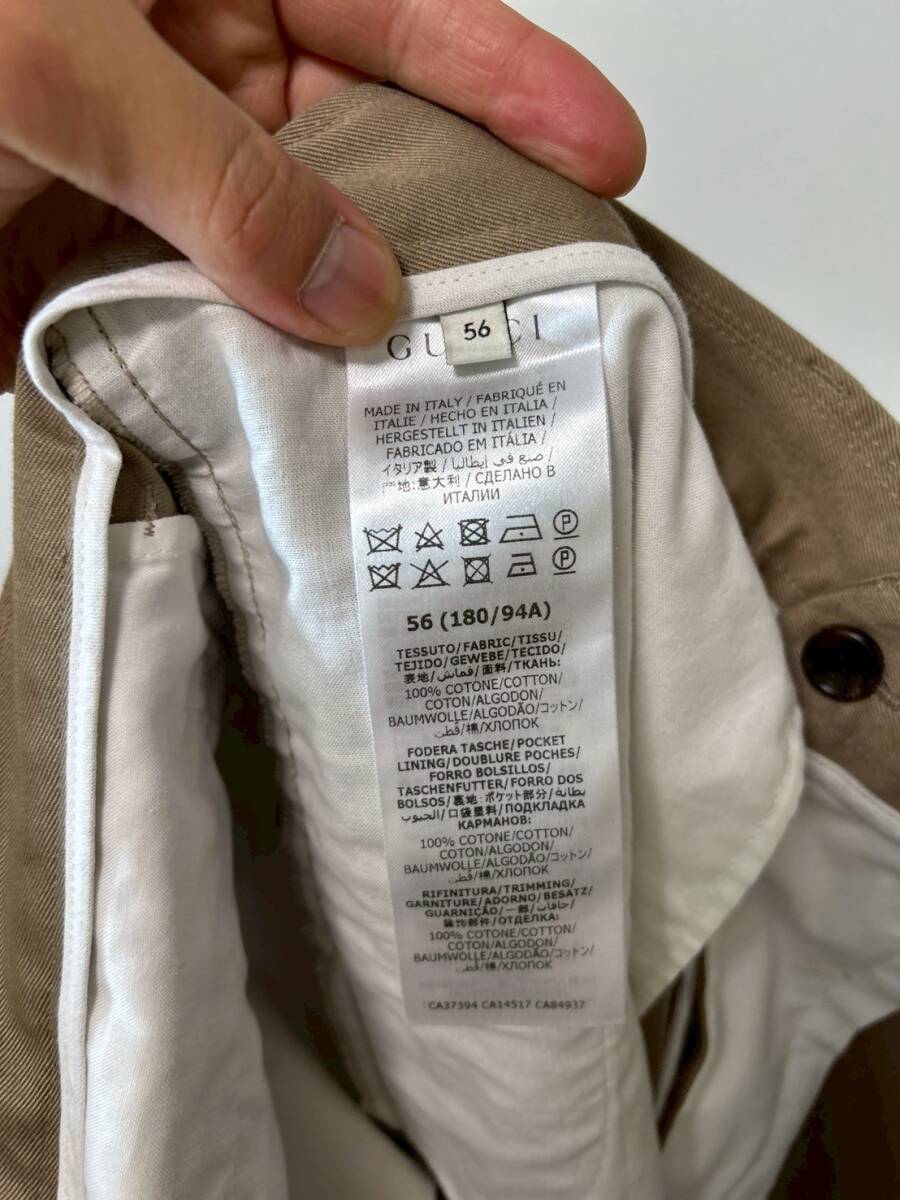 GUCCI
56
MADE IN ITALY / FABRIQUÉ EN
ITALIE / HECHO EN ITALIA /
HERGESTELLT IN ITALIEN /
FABRICADO EM ITÁLIA /
イタリア製 / صنع في إيطاليا /
产地:意大利 / СДЕЛАНО В
ИТАЛИИ
P
P
56 (180/94A)
TESSUTO/FABRIC/TISSU/
TEJIDO/GEWEBE/TECIDO/
表地/قماش/面料/ТКАНЬ:
100% COTONE/COTTON/
COTON/ALGODON/
BAUMWOLLE/ALGODÃO/コットン/
قطن/棉/ХЛОПОК
FODERA TASCHE/POCKET
LINING/DOUBLURE POCHES/
FORRO BOLSILLOS/
TASCHENFUTTER/FORRO DOS
BOLSOS/裏地:ポケット部分/بطانة
الجيوب/口袋里料/ПОДКЛАДКА
КАРМАНОВ:
100% COTONE/COTTON/
COTON/ALGODON/
BAUMWOLLE/ALGODÃO/コットン/
قطن/棉/ХЛОПОК
RIFINITURA/TRIMMING/
GARNITURE/ADORNO/BESATZ/
GUARNIÇÃO/一部/حافات/
装饰部件/ОТДЕЛКА:
100% COTONE/COTTON/
COTON/ALGODON/
BAUMWOLLE/ALGODÃO/コットン/
قطن/棉/ХЛОПОК
CA37394 CA14517 CA84937